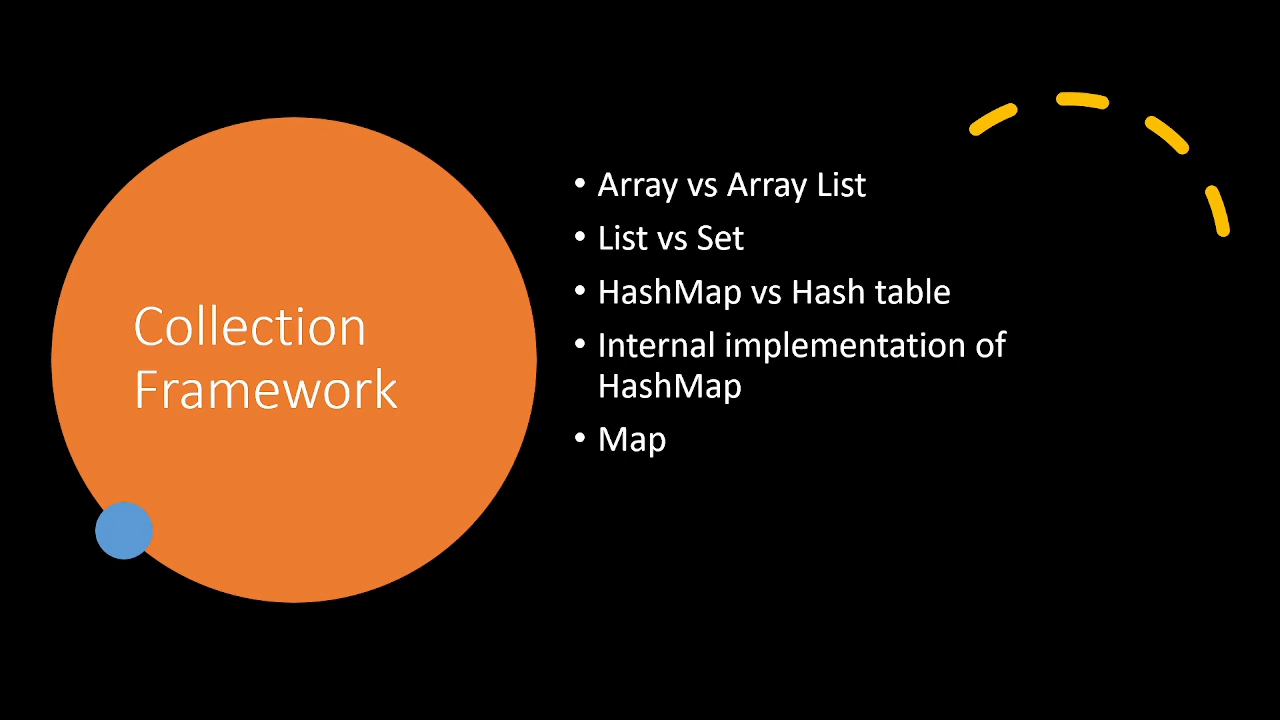 Collection
Framework
• Array vs Array List
• List vs Set
• HashMap vs Hash table
• Internal implementation of
HashMap
• Map